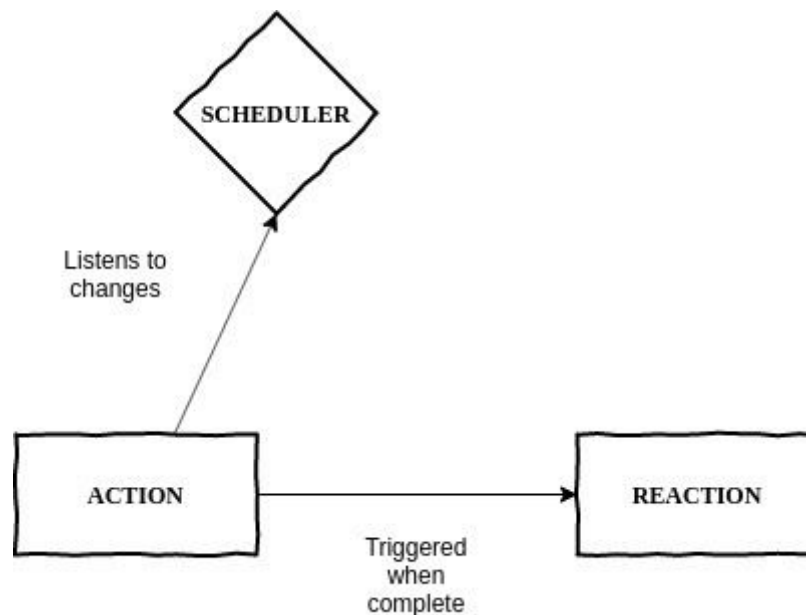 SCHEDULER
Listens to
changes
ACTION
REACTION
Triggered
when
complete